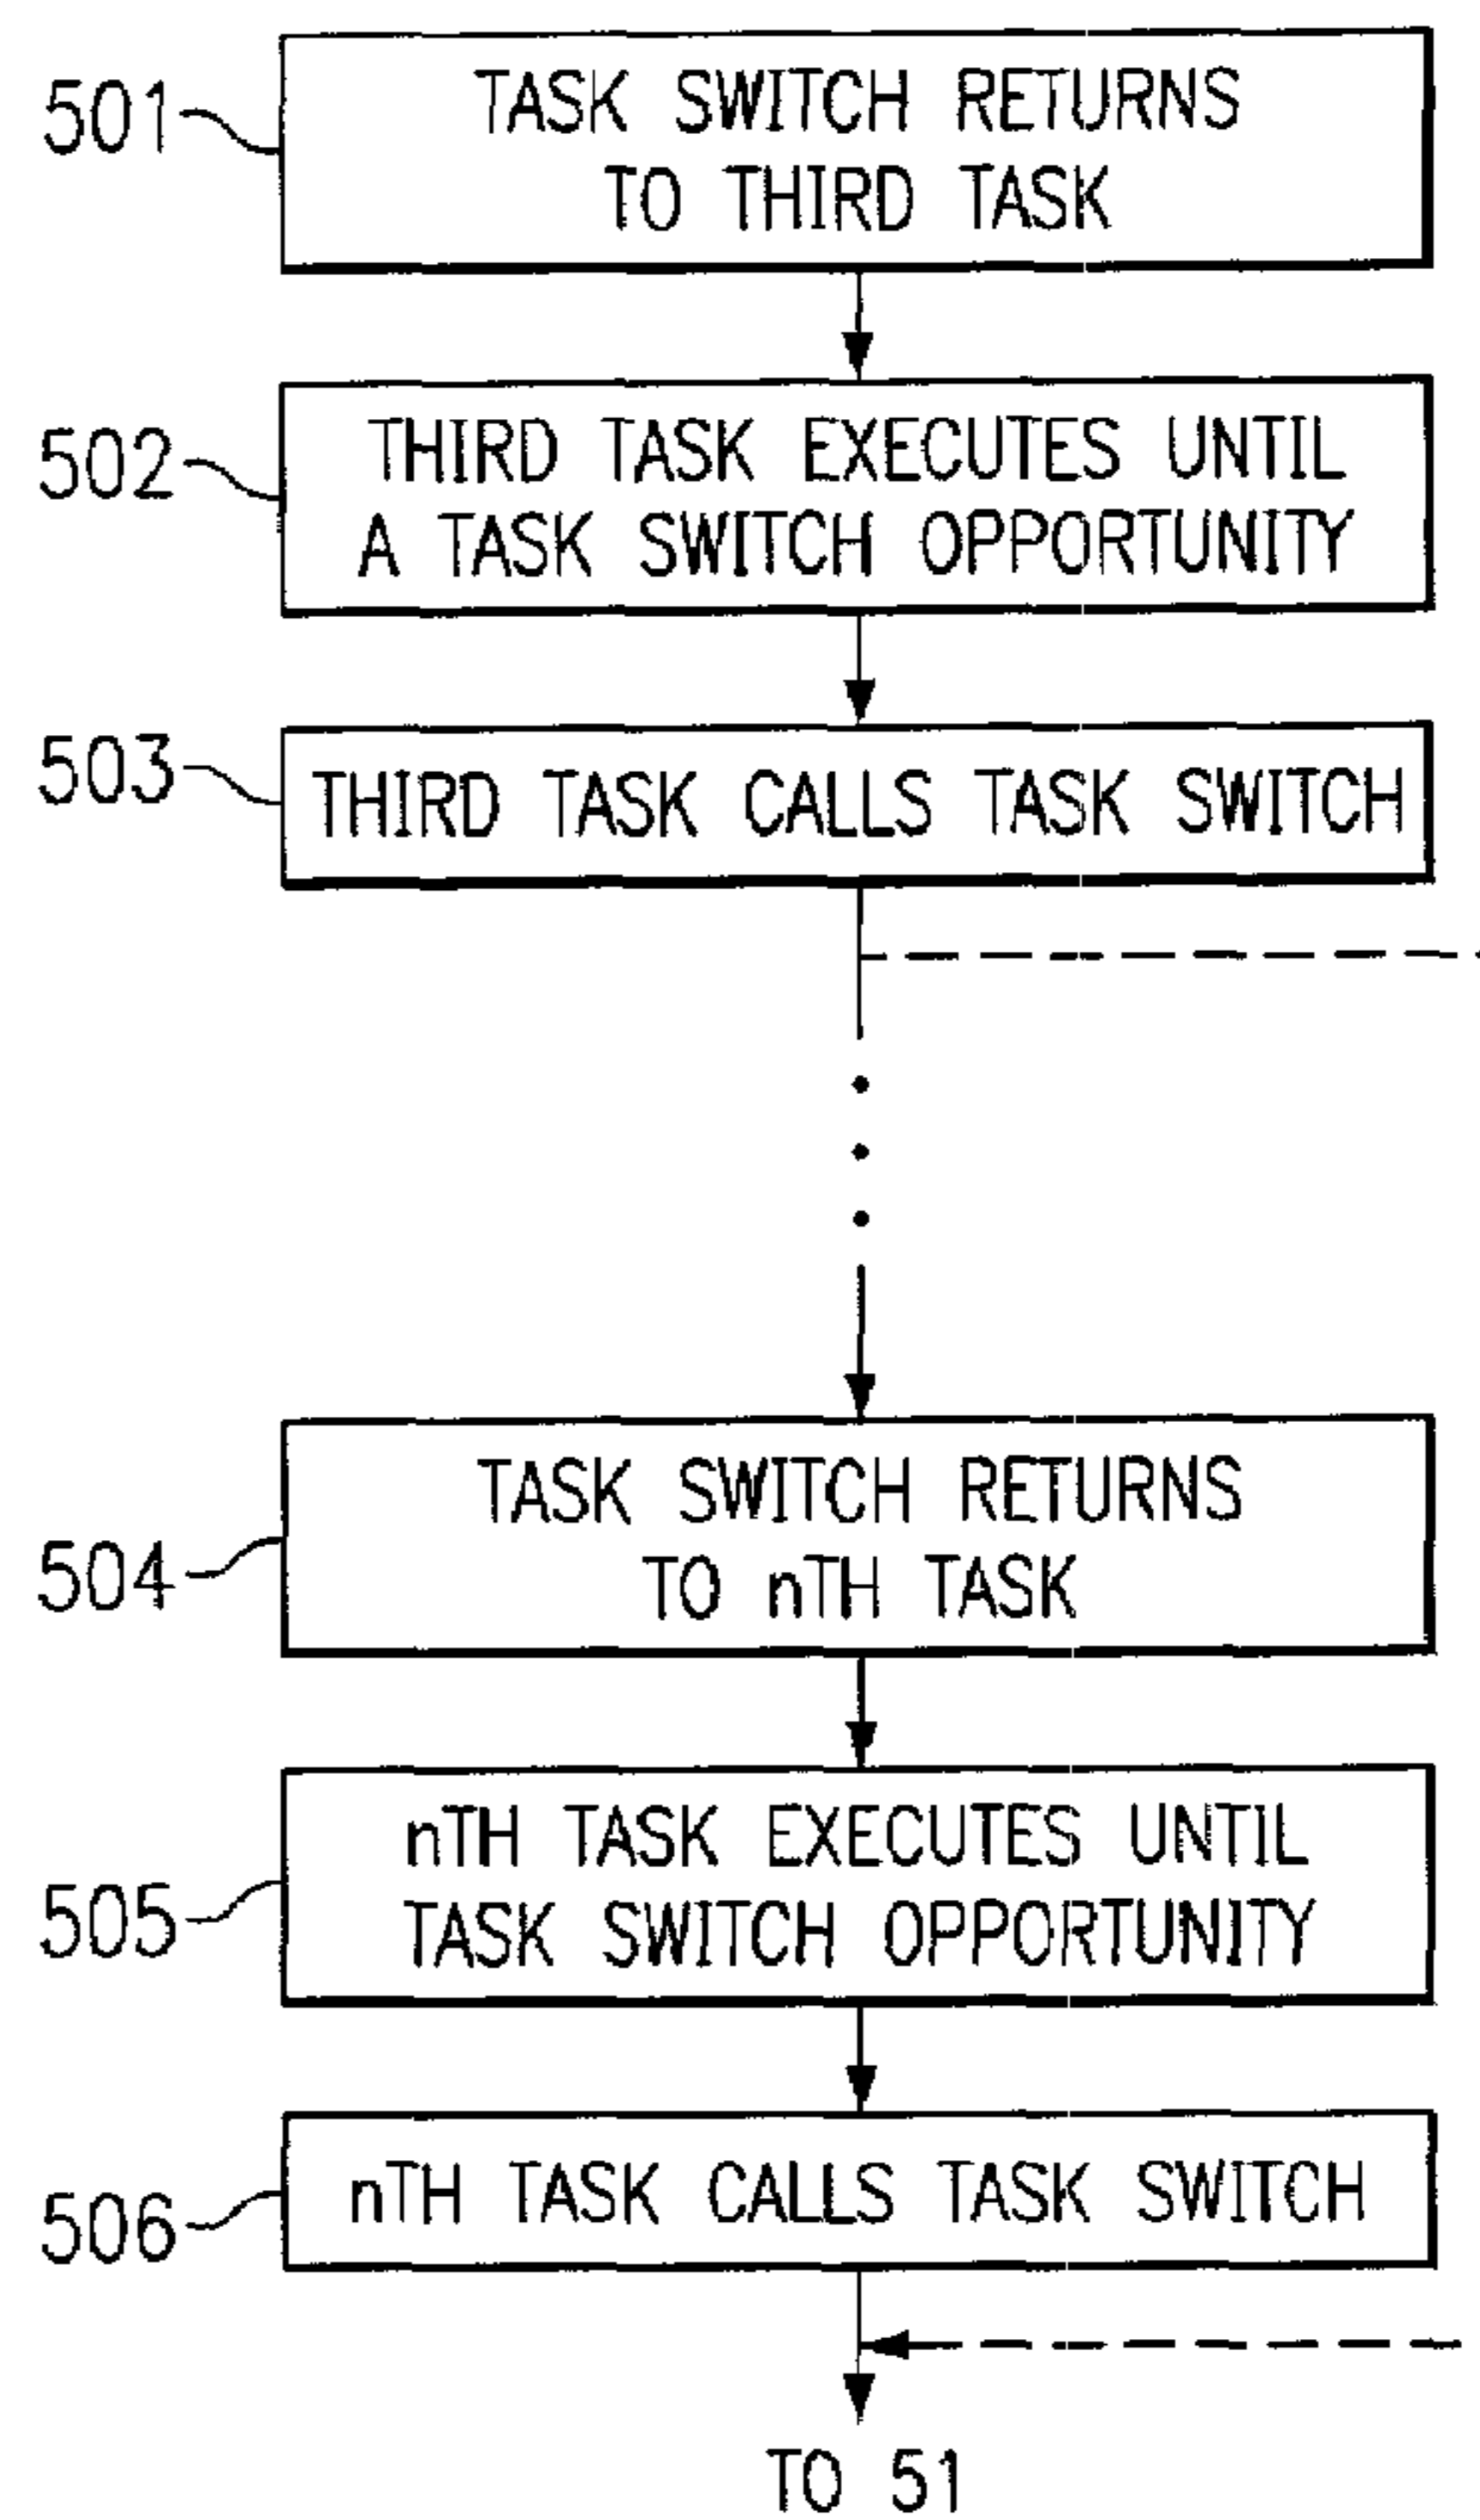 501
TASK SWITCH RETURNS
TO THIRD TASK
502
THIRD TASK EXECUTES UNTIL
A TASK SWITCH OPPORTUNITY
503
THIRD TASK CALLS TASK SWITCH
504
TASK SWITCH RETURNS
TO nTH TASK
505
nTH TASK EXECUTES UNTIL
TASK SWITCH OPPORTUNITY
506
nTH TASK CALLS TASK SWITCH
TO 51